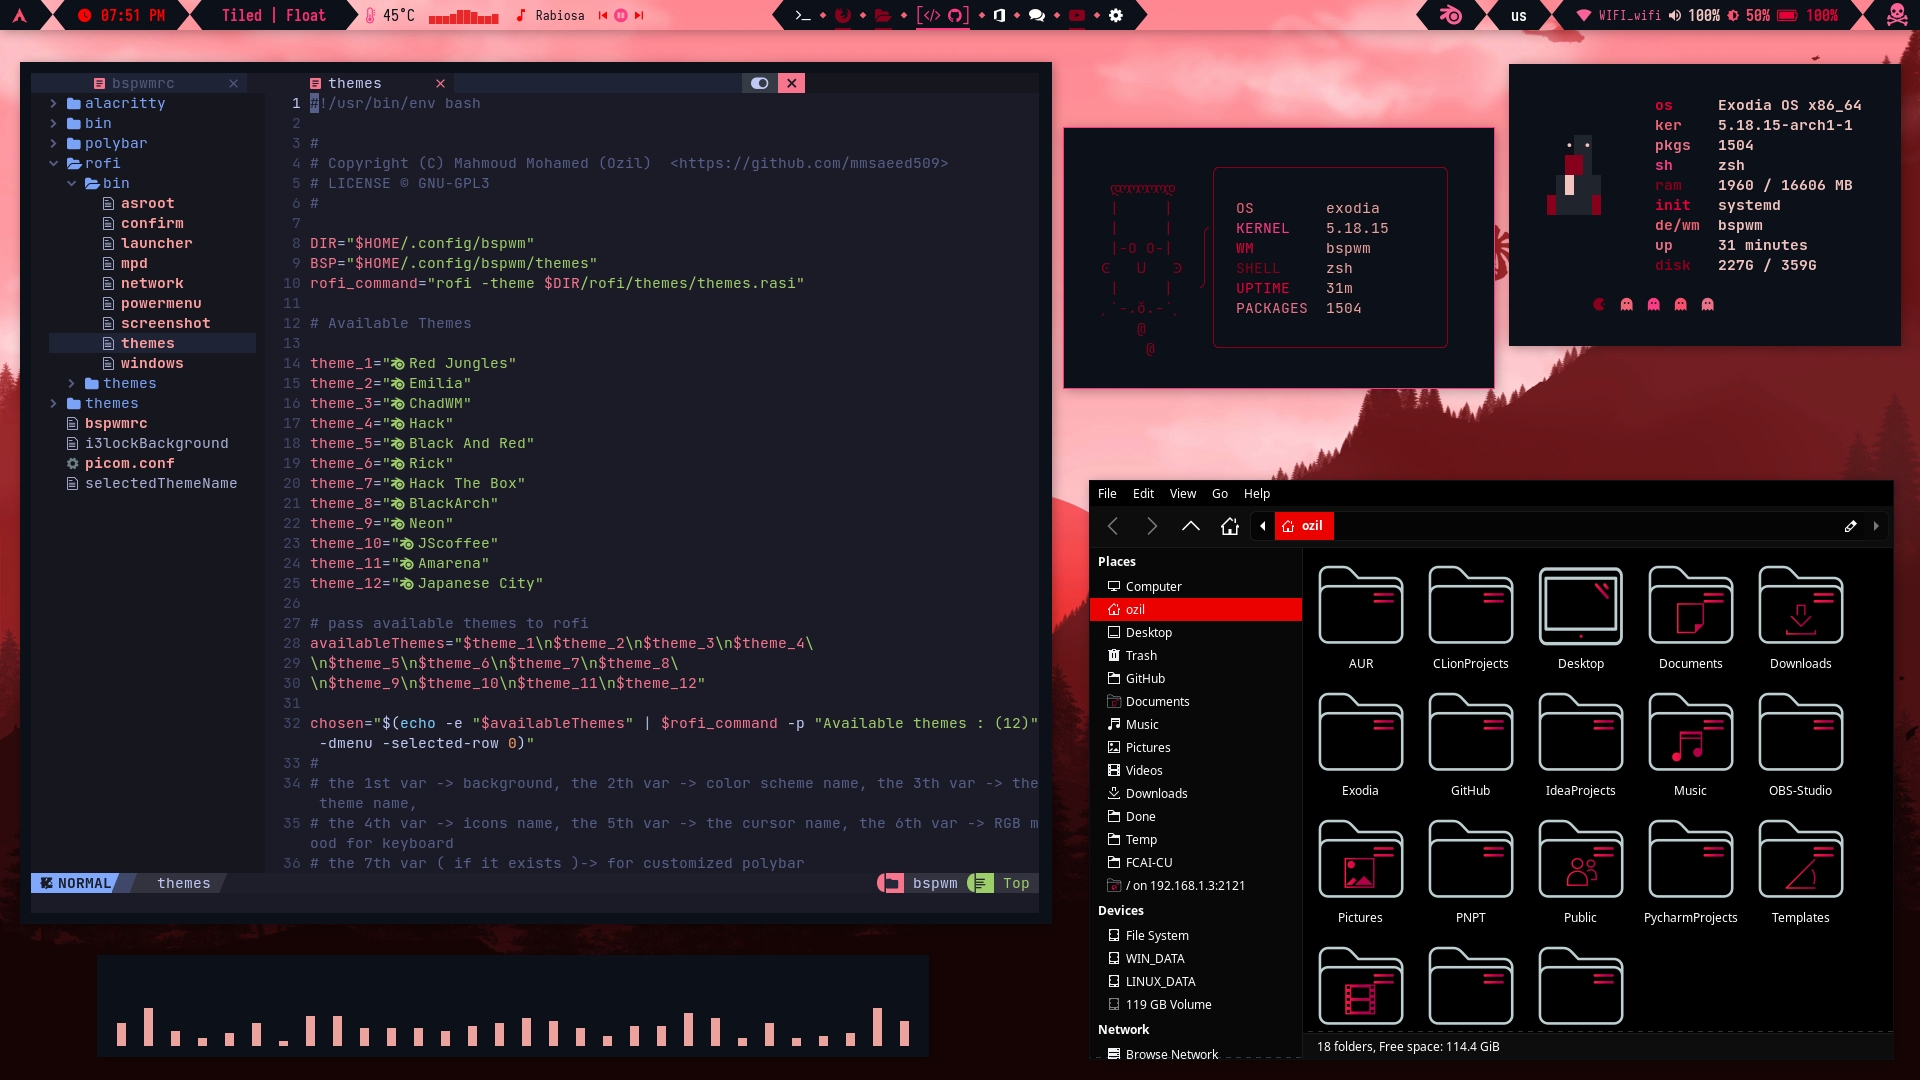 07:51 PM
Tiled | Float
45°C
Rabiosa
us
WIFI_wifi
100%
50%
100%
bspwmrc
themes
alacritty
bin
polybar
rofi
bin
asroot
confirm
launcher
mpd
network
powermenu
screenshot
themes
windows
themes
themes
bspwmrc
i3lockBackground
picom.conf
selectedThemeName
1 #!/usr/bin/env bash
2
3 #
4 # Copyright (C) Mahmoud Mohamed (Ozil)  <https://github.com/mmsaeed509>
5 # LICENSE © GNU-GPL3
6 #
7
8 DIR="$HOME/.config/bspwm"
9 BSP="$HOME/.config/bspwm/themes"
10 rofi_command="rofi -theme $DIR/rofi/themes/themes.rasi"
11
12 # Available Themes
13
14 theme_1="Red Jungles"
15 theme_2="Emilia"
16 theme_3="ChadWM"
17 theme_4="Hack"
18 theme_5="Black And Red"
19 theme_6="Rick"
20 theme_7="Hack The Box"
21 theme_8="BlackArch"
22 theme_9="Neon"
23 theme_10="JScoffee"
24 theme_11="Amarena"
25 theme_12="Japanese City"
26
27 # pass available themes to rofi
28 availableThemes="$theme_1\n$theme_2\n$theme_3\n$theme_4\
29 \n$theme_5\n$theme_6\n$theme_7\n$theme_8\
30 \n$theme_9\n$theme_10\n$theme_11\n$theme_12"
31
32 chosen="$(echo -e "$availableThemes" | $rofi_command -p "Available themes : (12)"
-dmenu -selected-row 0)"
33 #
34 # the 1st var -> background, the 2th var -> color scheme name, the 3th var -> the
theme name,
35 # the 4th var -> icons name, the 5th var -> the cursor name, the 6th var -> RGB m
ood for keyboard
36 # the 7th var ( if it exists )-> for customized polybar
NORMAL
themes
bspwm
Top
OS exodia
KERNEL 5.18.15
WM bspwm
SHELL zsh
UPTIME 31m
PACKAGES 1504
os Exodia OS x86_64
ker 5.18.15-arch1-1
pkgs 1504
sh zsh
ram 1960 / 16606 MB
init systemd
de/wm bspwm
up 31 minutes
disk 227G / 359G
File Edit View Go Help
ozil
Places
Computer
ozil
Desktop
Trash
GitHub
Documents
Music
Pictures
Videos
Downloads
Done
Temp
FCAI-CU
/ on 192.168.1.3:2121
Devices
File System
WIN_DATA
LINUX_DATA
119 GB Volume
Network
Browse Network
AUR CLionProjects Desktop Documents Downloads
Exodia GitHub IdeaProjects Music OBS-Studio
Pictures PNPT Public PycharmProjects Templates
18 folders, Free space: 114.4 GiB